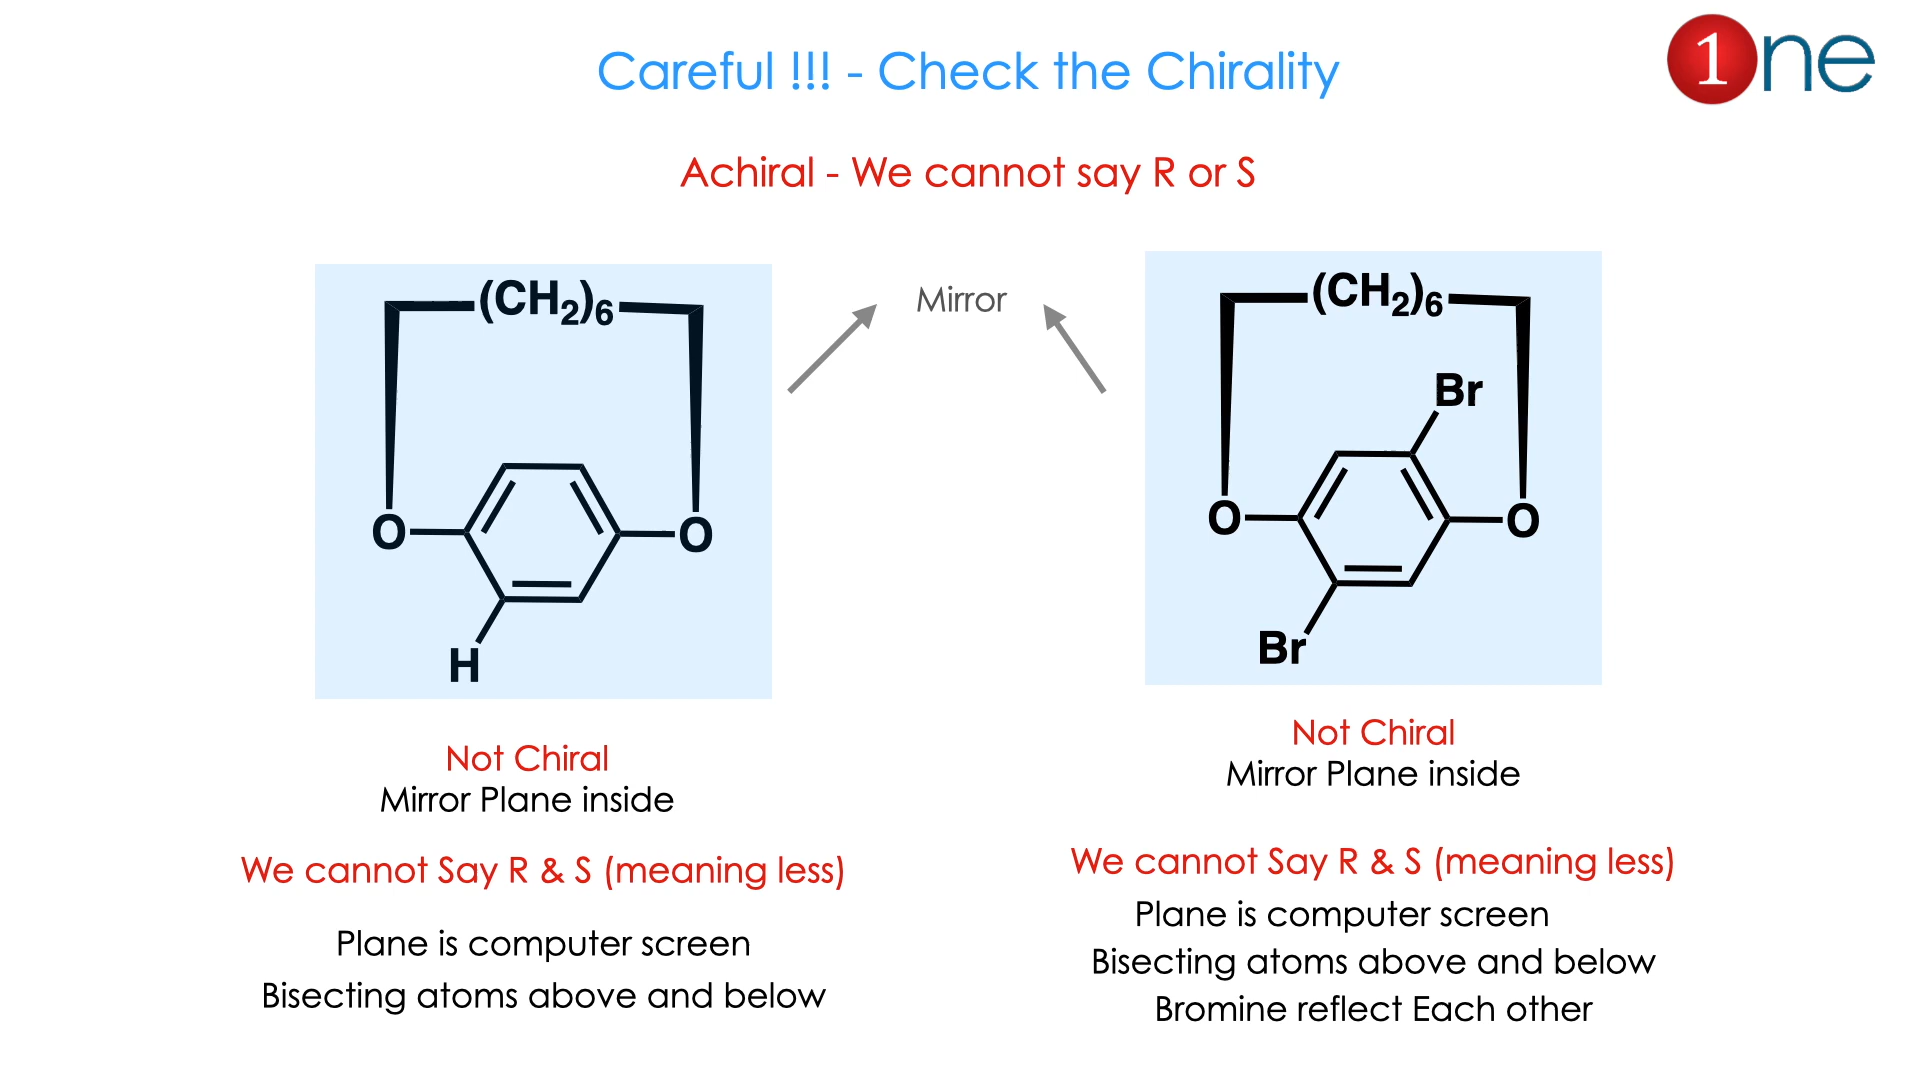 Careful !!! - Check the Chirality
1ne
Achiral - We cannot say R or S
(CH₂)₆
O
O
H
Mirror
(CH₂)₆
Br
O
O
Br
Not Chiral
Mirror Plane inside
We cannot Say R & S (meaning less)
Plane is computer screen
Bisecting atoms above and below
Not Chiral
Mirror Plane inside
We cannot Say R & S (meaning less)
Plane is computer screen
Bisecting atoms above and below
Bromine reflect Each other